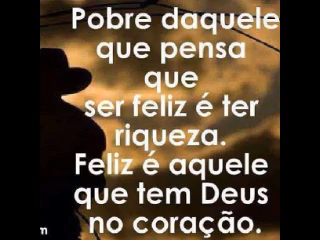 Pobre daquele
que pensa
que
ser feliz é ter
riqueza.
Feliz é aquele
que tem Deus
no coração.
m